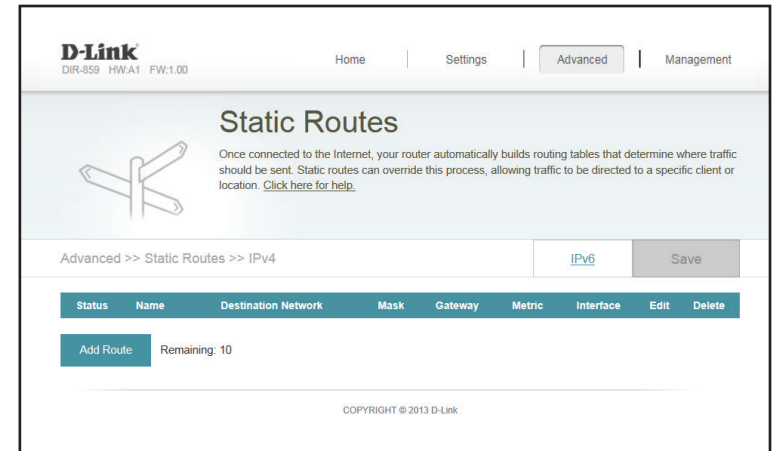 D-Link
DIR-859 HW:A1 FW:1.00
Home Settings Advanced Management
Static Routes
Once connected to the Internet, your router automatically builds routing tables that determine where traffic
should be sent. Static routes can override this process, allowing traffic to be directed to a specific client or
location. Click here for help.
Advanced >> Static Routes >> IPv4
IPv6
Save
Status Name Destination Network Mask Gateway Metric Interface Edit Delete
Add Route
Remaining: 10
COPYRIGHT © 2013 D-Link